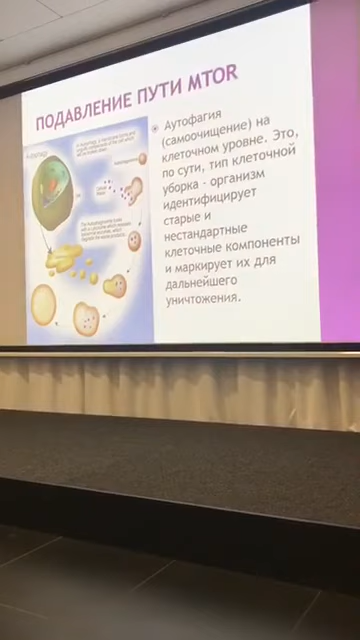 ПОДАВЛЕНИЕ ПУТИ MTOR
Аутофагия
(самоочищение) на
клеточном уровне. Это,
по сути, тип клеточной
уборка - организм
идентифицирует
старые и
нестандартные
клеточные компоненты
и маркирует их для
дальнейшего
уничтожения.